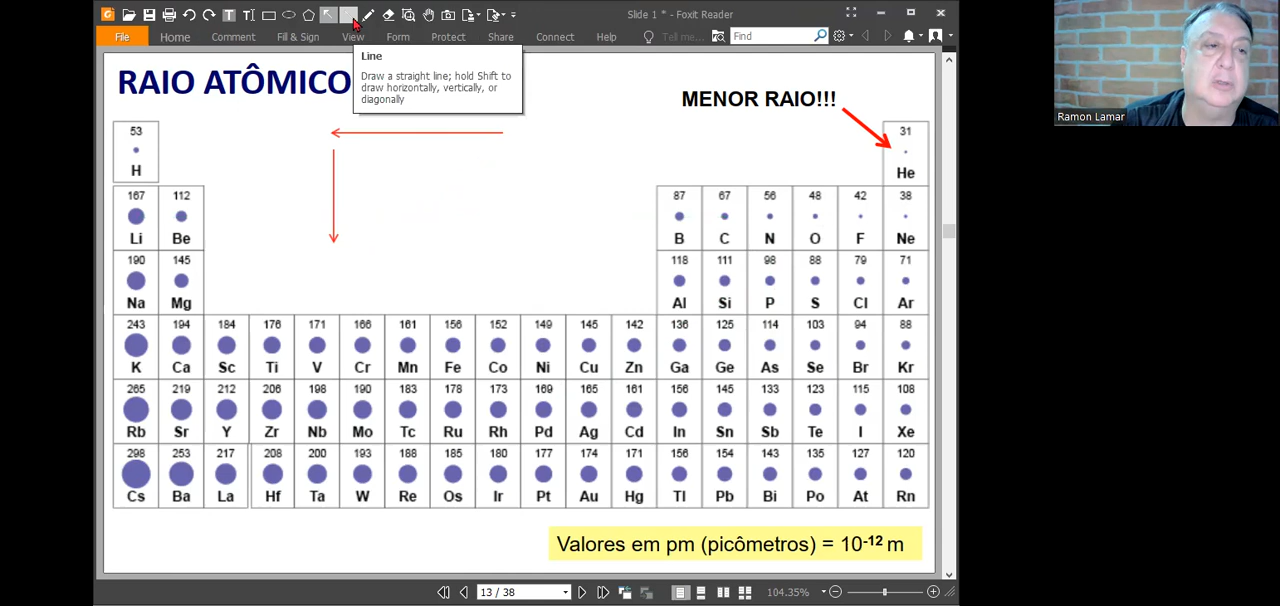 Slide 1 * - Foxit Reader
File Home Comment Fill & Sign View Form Protect Share Connect Help Tell me... Find
Line
Draw a straight line; hold Shift to
draw horizontally, vertically, or
diagonally
Ramon Lamar
RAIO ATÔMICO
MENOR RAIO!!!
53 31
H He
167 112 87 67 56 48 42 38
Li Be B C N O F Ne
190 145 118 111 98 88 79 71
Na Mg Al Si P S Cl Ar
243 194 184 176 171 166 161 156 152 149 145 142 136 125 114 103 94 88
K Ca Sc Ti V Cr Mn Fe Co Ni Cu Zn Ga Ge As Se Br Kr
265 219 212 206 198 190 183 178 173 169 165 161 156 145 133 123 115 108
Rb Sr Y Zr Nb Mo Tc Ru Rh Pd Ag Cd In Sn Sb Te I Xe
298 253 217 208 200 193 188 185 180 177 174 171 156 154 143 135 127 120
Cs Ba La Hf Ta W Re Os Ir Pt Au Hg Tl Pb Bi Po At Rn
Valores em pm (picômetros) = 10⁻¹² m
13 / 38
104.35%